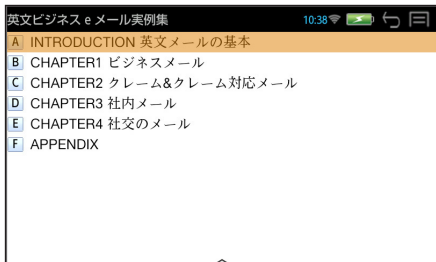 英文ビジネス e メール実例集 10:38
A INTRODUCTION 英文メールの基本
B CHAPTER1 ビジネスメール
C CHAPTER2 クレーム&クレーム対応メール
D CHAPTER3 社内メール
E CHAPTER4 社交のメール
F APPENDIX